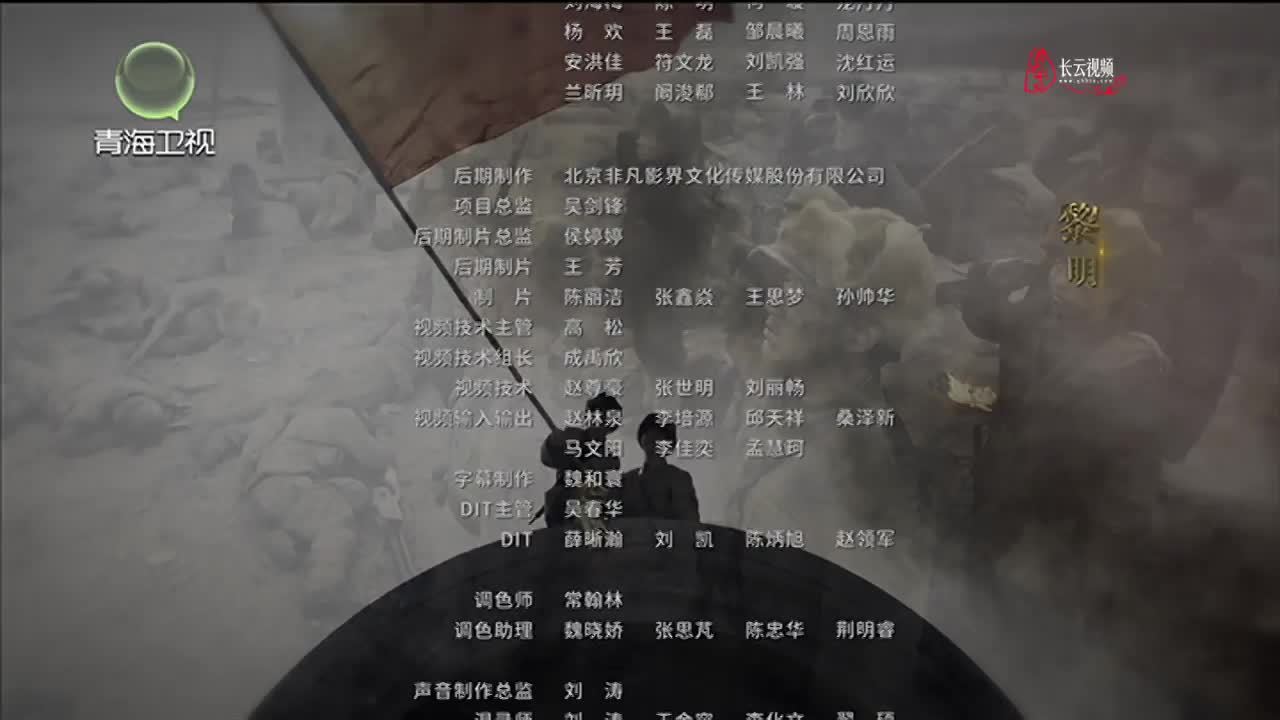 杨 欢 王 磊 邹晨曦 周恩雨
安洪佳 符文龙 刘凯强 沈红运
兰昕玥 阎浚郗 王 林 刘欣欣
长云视频
青海卫视
后期制作 北京非凡影界文化传媒股份有限公司
项目总监 吴剑锋
后期制片总监 侯婷婷
后期制片 王 芳
制 片 陈丽洁 张鑫焱 王思梦 孙帅华
黎明
视频技术主管 高 松
视频技术组长 成禹欣
视频技术 赵尊豪 张世明 刘丽畅
视频输入输出 赵林泉 李培源 邱天祥 桑泽新
马文阳 李佳奕 孟慧珂
字幕制作 魏和寰
DIT主管 吴春华
DIT 薛晰瀚 刘 凯 陈炳旭 赵领军
调色师 常翰林
调色助理 魏晓娇 张思芃 陈忠华 荆明睿
声音制作总监 刘 涛